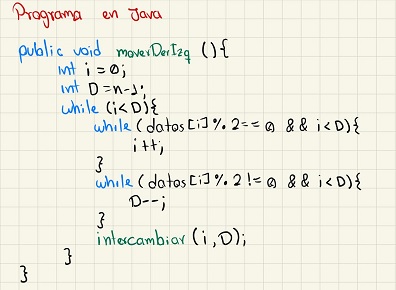 Programa en Java
public void moverDerIzq (){
int i = 0;
int D = n-1;
while (i<D){
while (datos[i]%2==0 && i<D){
i++;
}
while (datos[i]%2!=0 && i<D){
D--;
}
intercambiar(i,D);
}
}